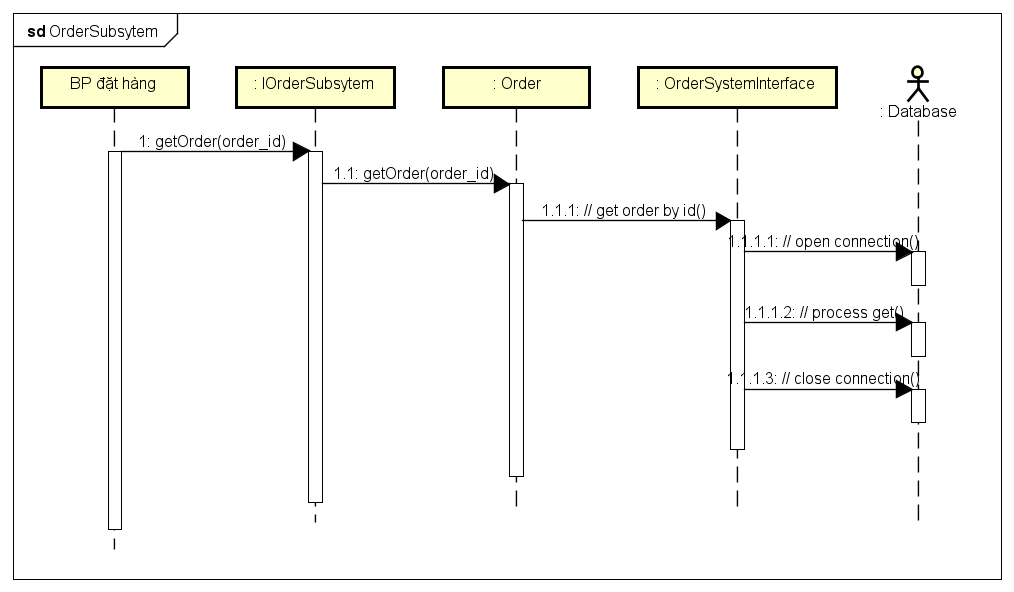 sd OrderSubsytem
BP đặt hàng
: IOrderSubsytem
: Order
: OrderSystemInterface
: Database
1: getOrder(order_id)
1.1: getOrder(order_id)
1.1.1: // get order by id()
1.1.1.1: // open connection()
1.1.1.2: // process get()
1.1.1.3: // close connection()